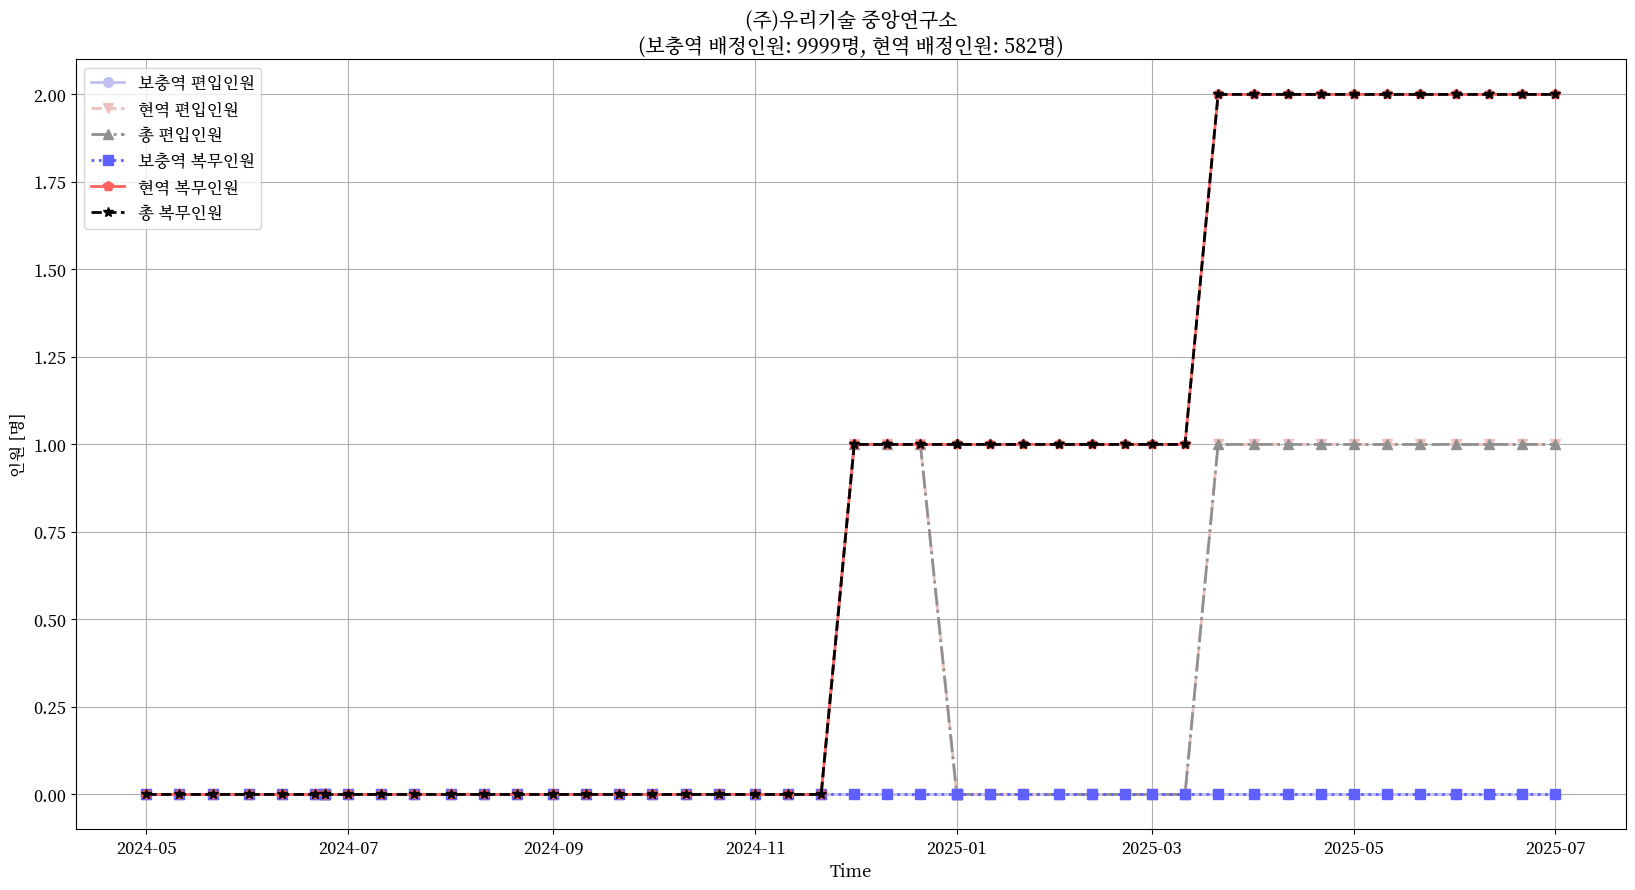 (주)우리기술 중앙연구소
(보충역 배정인원: 9999명, 현역 배정인원: 582명)
보충역 편입인원
현역 편입인원
총 편입인원
보충역 복무인원
현역 복무인원
총 복무인원
인원 [명]
2.00
1.75
1.50
1.25
1.00
0.75
0.50
0.25
0.00
2024-05 2024-07 2024-09 2024-11 2025-01 2025-03 2025-05 2025-07
Time